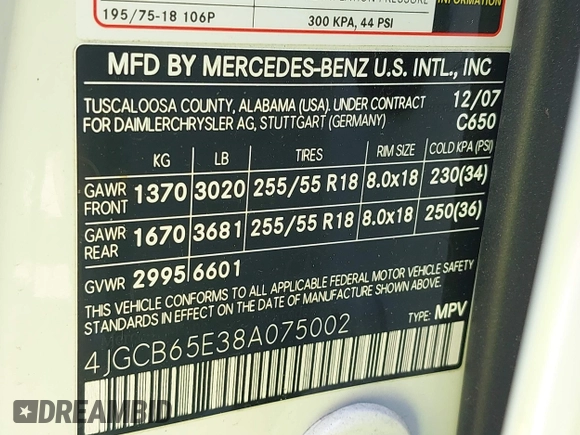 195/75-18 106P
300 KPA, 44 PSI
INFORMATION
MFD BY MERCEDES-BENZ U.S. INTL., INC
TUSCALOOSA COUNTY, ALABAMA (USA). UNDER CONTRACT 12/07
FOR DAIMLERCHRYSLER AG, STUTTGART (GERMANY) C650
KG LB TIRES RIM SIZE COLD KPA (PSI)
GAWR FRONT 1370 3020 255/55 R18 8.0x18 230(34)
GAWR REAR 1670 3681 255/55 R18 8.0x18 250(36)
GVWR 2995 6601
THIS VEHICLE CONFORMS TO ALL APPLICABLE FEDERAL MOTOR VEHICLE SAFETY
STANDARDS IN EFFECT ON THE DATE OF MANUFACTURE SHOWN ABOVE.
4JGCB65E38A075002 TYPE: MPV
DREAMBID